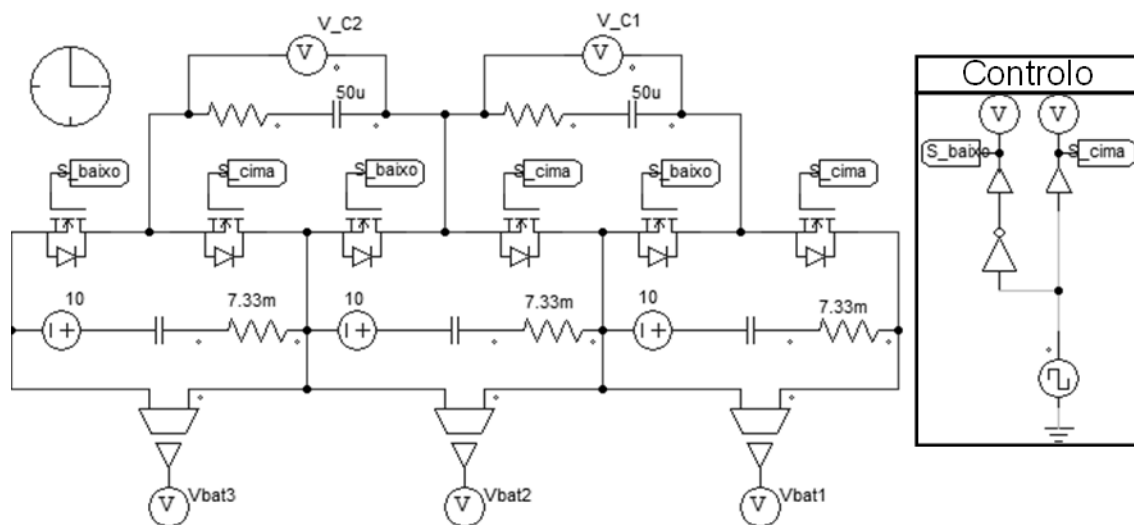 V_C2
V_C1
V
V
50u
50u
Controlo
V
V
S_baixo
S_cima
S_baixo
S_cima
S_baixo
S_cima
S_baixo
S_cima
10
7.33m
10
7.33m
10
7.33m
V
Vbat3
V
Vbat2
V
Vbat1